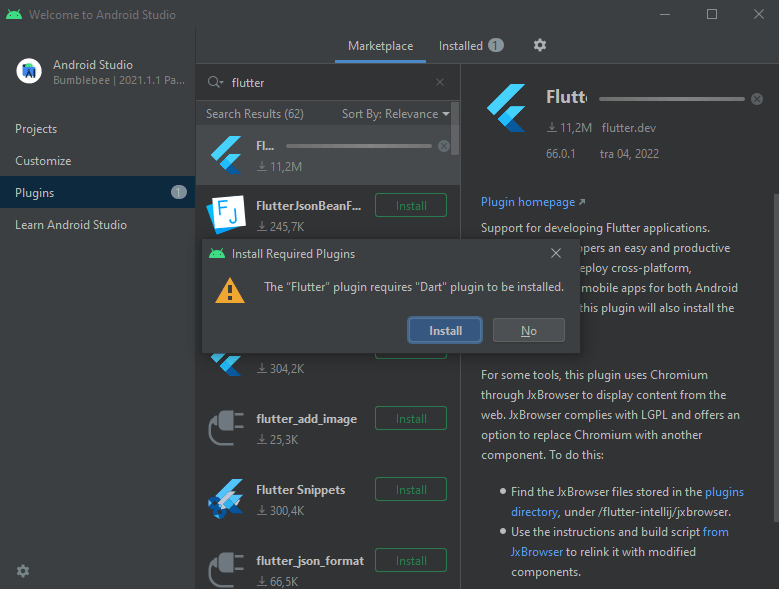 Welcome to Android Studio
Android Studio
Bumblebee | 2021.1.1 Pa...
Projects
Customize
Plugins 1
Learn Android Studio
Marketplace Installed 1
flutter
Search Results (62) Sort By: Relevance
Fl...
11,2M
FlutterJsonBeanF... Install
245,7K
304,2K
flutter_add_image Install
25,3K
Flutter Snippets Install
300,4K
flutter_json_format Install
66,5K
Install Required Plugins
The "Flutter" plugin requires "Dart" plugin to be installed.
Install No
Flutt
11,2M flutter.dev
66.0.1 tra 04, 2022
Plugin homepage
Support for developing Flutter applications.
opers an easy and productive
eploy cross-platform,
mobile apps for both Android
this plugin will also install the
For some tools, this plugin uses Chromium
through JxBrowser to display content from the
web. JxBrowser complies with LGPL and offers an
option to replace Chromium with another
component. To do this:
Find the JxBrowser files stored in the plugins
directory, under /flutter-intellij/jxbrowser.
Use the instructions and build script from
JxBrowser to relink it with modified
components.